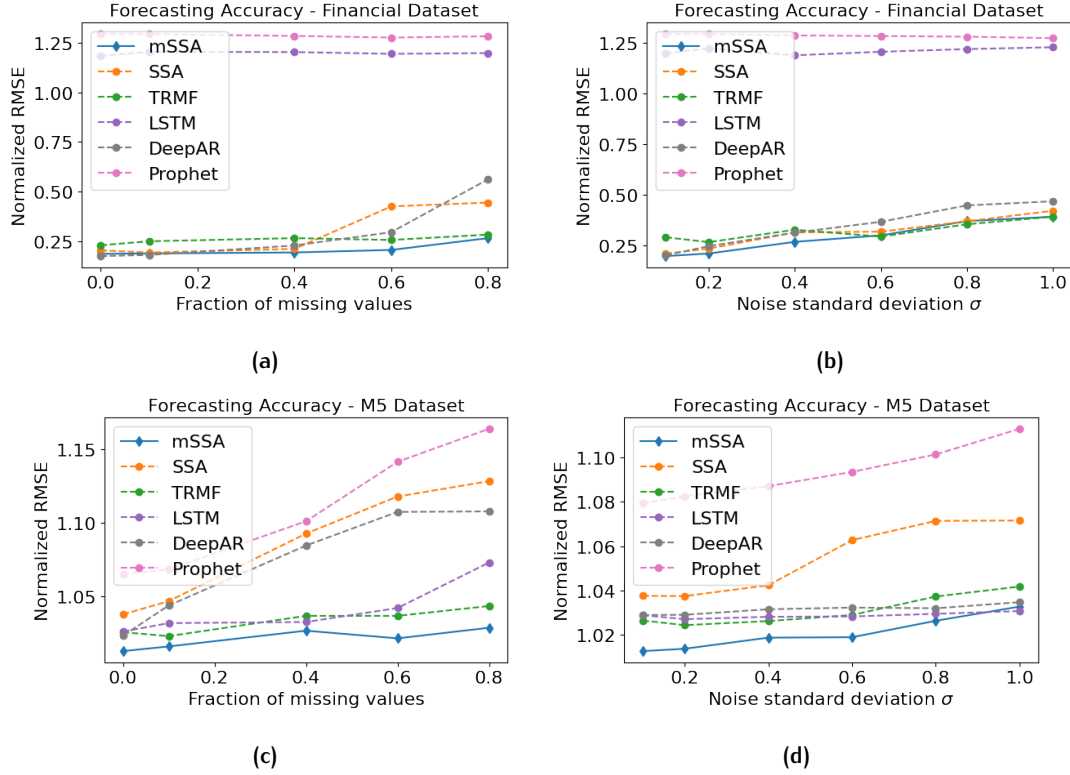 Forecasting Accuracy - Financial Dataset
Normalized RMSE
1.25
1.00
0.75
0.50
0.25
mSSA
SSA
TRMF
LSTM
DeepAR
Prophet
0.0 0.2 0.4 0.6 0.8
Fraction of missing values
(a)
Forecasting Accuracy - Financial Dataset
Normalized RMSE
1.25
1.00
0.75
0.50
0.25
mSSA
SSA
TRMF
LSTM
DeepAR
Prophet
0.2 0.4 0.6 0.8 1.0
Noise standard deviation σ
(b)
Forecasting Accuracy - M5 Dataset
Normalized RMSE
1.15
1.10
1.05
mSSA
SSA
TRMF
LSTM
DeepAR
Prophet
0.0 0.2 0.4 0.6 0.8
Fraction of missing values
(c)
Forecasting Accuracy - M5 Dataset
Normalized RMSE
1.10
1.08
1.06
1.04
1.02
mSSA
SSA
TRMF
LSTM
DeepAR
Prophet
0.2 0.4 0.6 0.8 1.0
Noise standard deviation σ
(d)